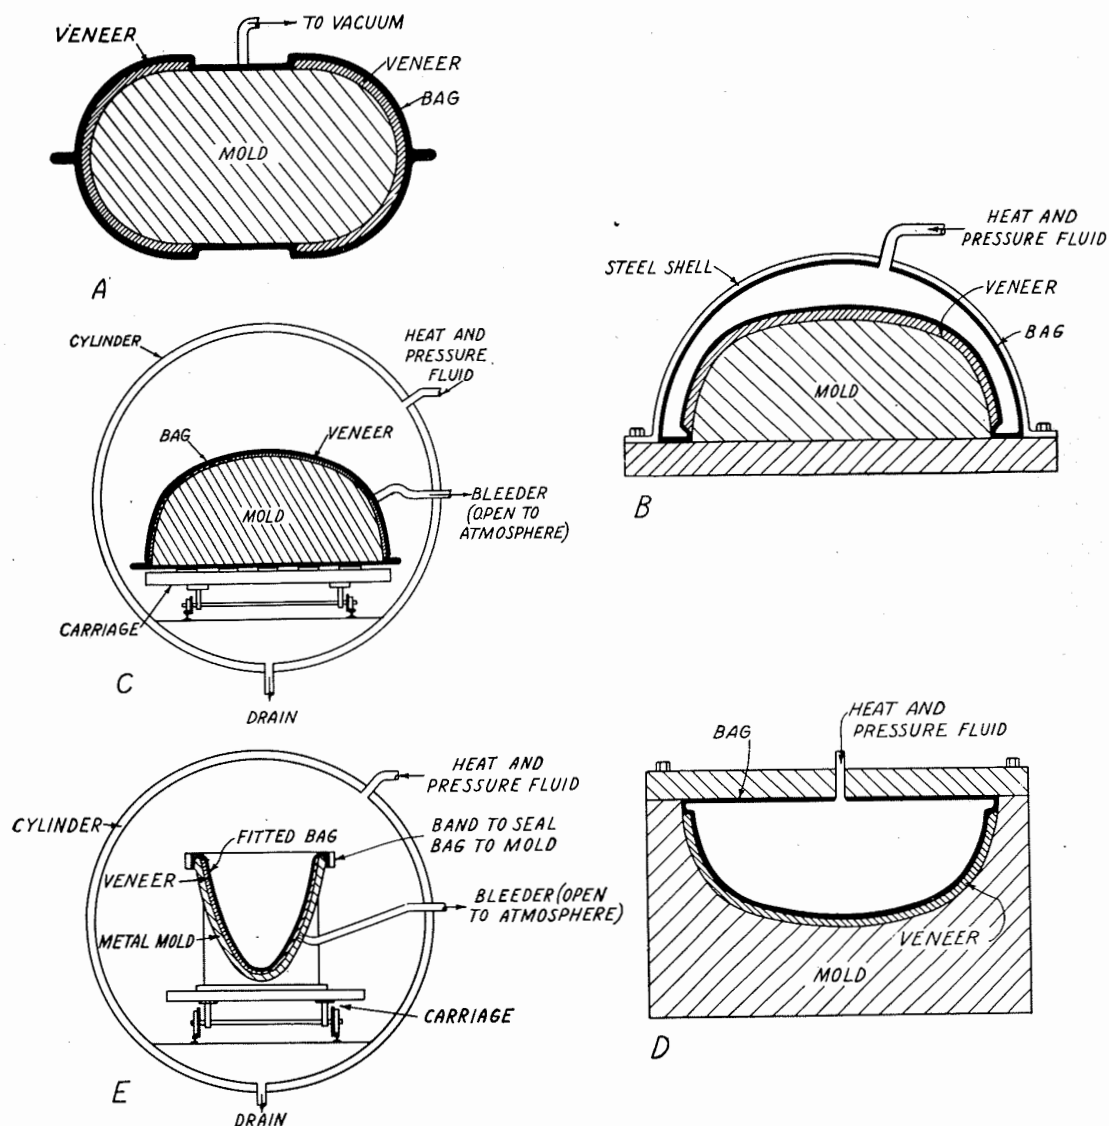 TO VACUUM
VENEER
VENEER
BAG
MOLD
A
HEAT AND
PRESSURE FLUID
STEEL SHELL
VENEER
BAG
MOLD
B
CYLINDER
HEAT AND
PRESSURE
FLUID
BAG
VENEER
MOLD
BLEEDER
(OPEN TO
ATMOSPHERE)
CARRIAGE
C
DRAIN
HEAT AND
PRESSURE FLUID
BAG
VENEER
MOLD
D
HEAT AND
PRESSURE FLUID
CYLINDER
FITTED BAG
BAND TO SEAL
BAG TO MOLD
VENEER
BLEEDER (OPEN
TO ATMOSPHERE)
METAL MOLD
CARRIAGE
E
DRAIN